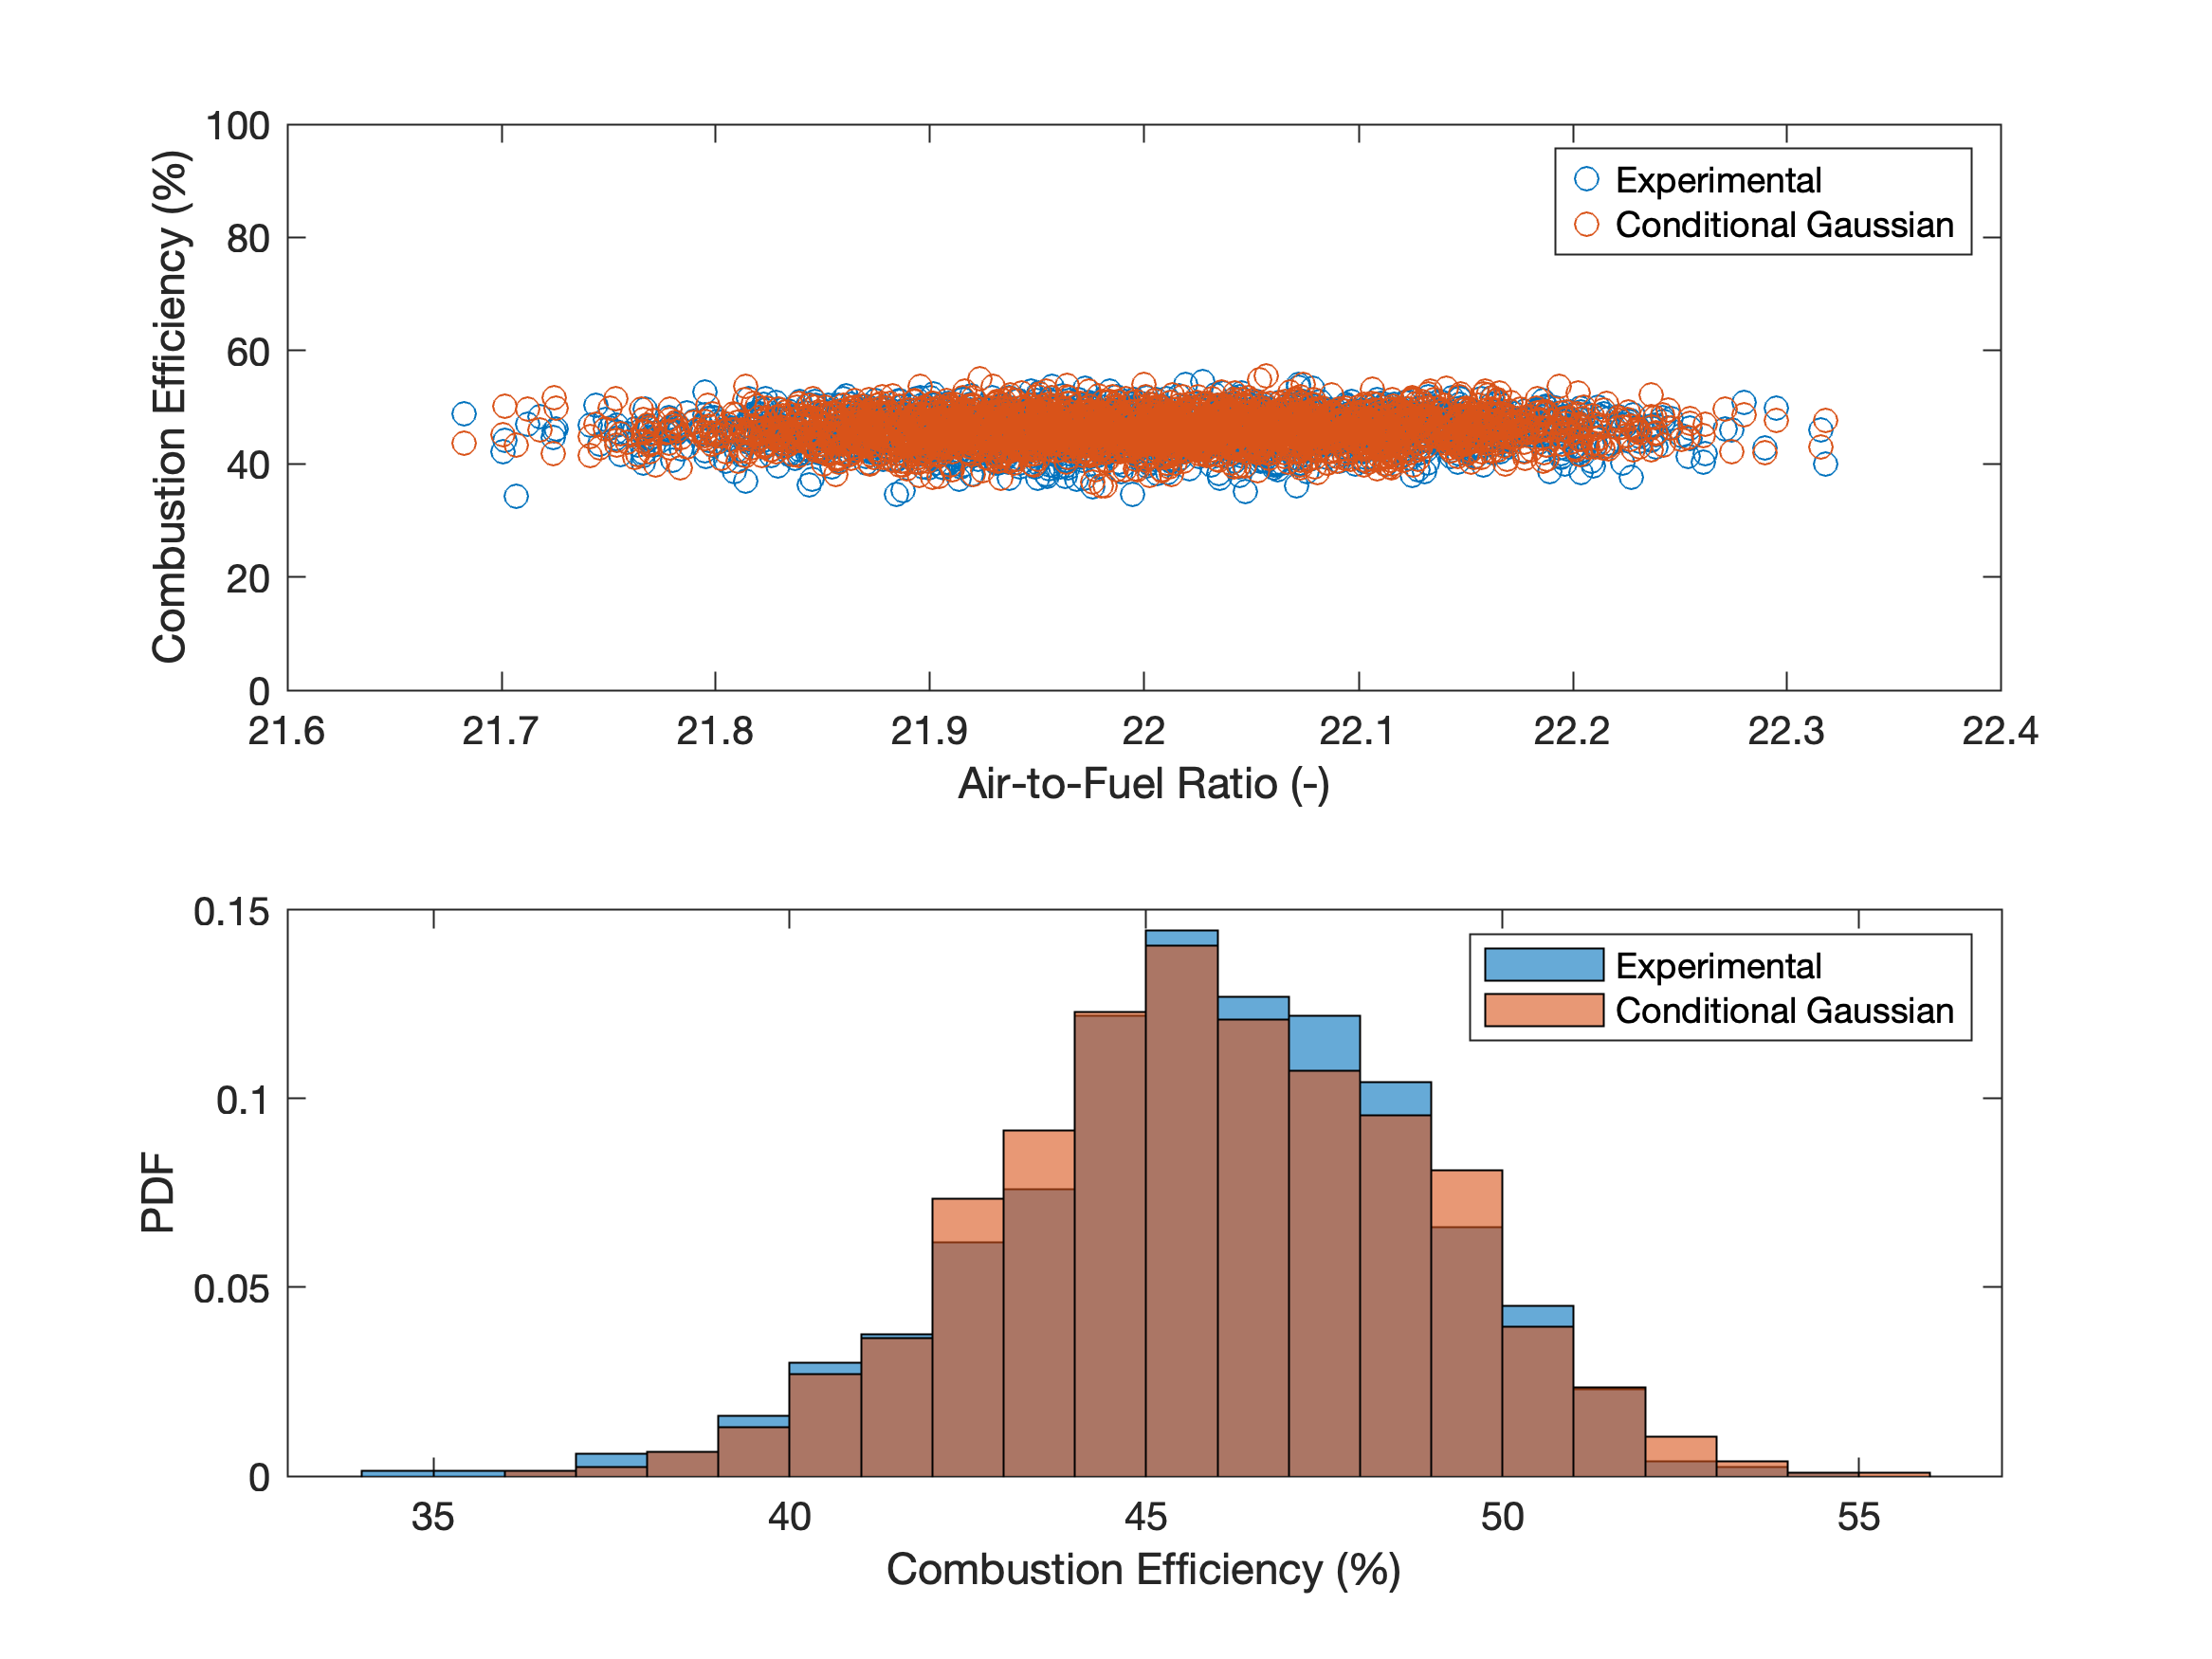 100
80
60
40
20
0
Combustion Efficiency (%)
Experimental
Conditional Gaussian
21.6 21.7 21.8 21.9 22 22.1 22.2 22.3 22.4
Air-to-Fuel Ratio (-)
0.15
0.1
0.05
0
PDF
Experimental
Conditional Gaussian
35 40 45 50 55
Combustion Efficiency (%)